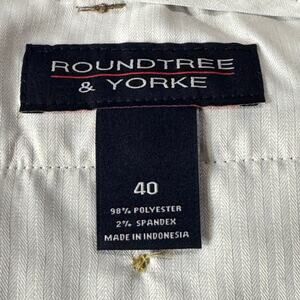 ROUNDTREE
& YORKE
40
98% POLYESTER
2% SPANDEX
MADE IN INDONESIA